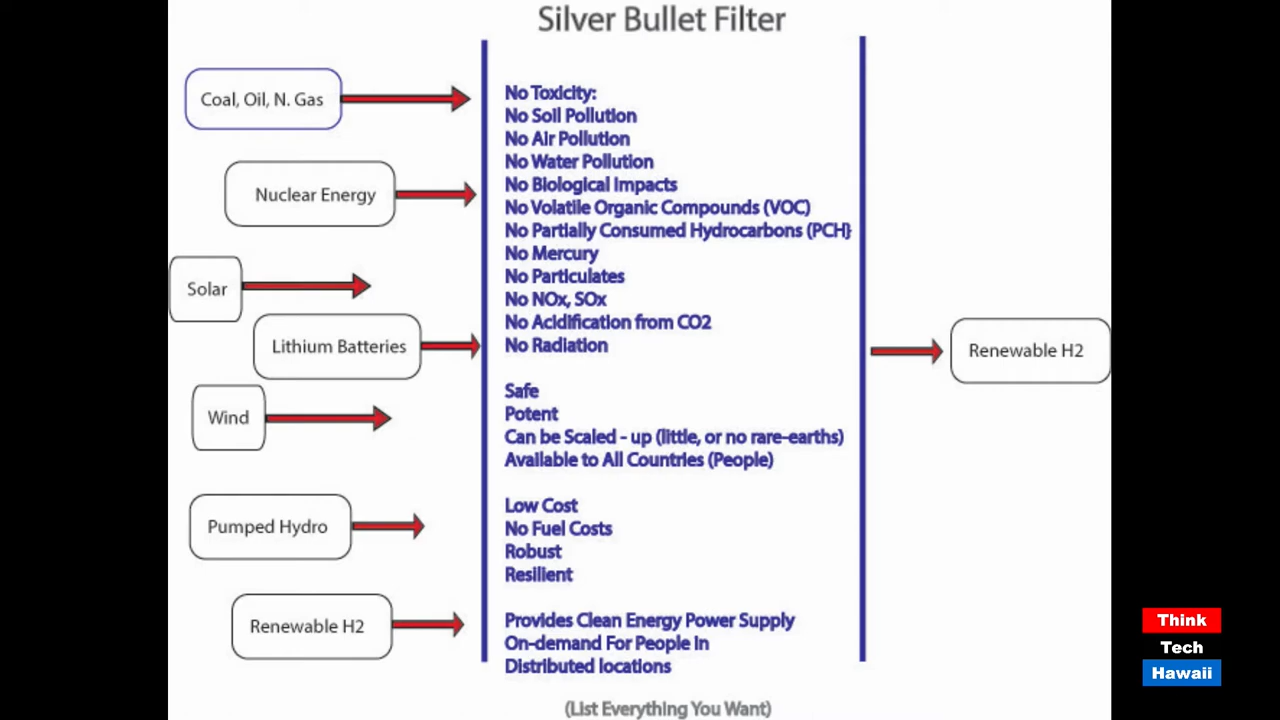 Silver Bullet Filter
Coal, Oil, N. Gas
Nuclear Energy
Solar
Lithium Batteries
Wind
Pumped Hydro
Renewable H2
No Toxicity:
No Soil Pollution
No Air Pollution
No Water Pollution
No Biological Impacts
No Volatile Organic Compounds (VOC)
No Partially Consumed Hydrocarbons (PCH}
No Mercury
No Particulates
No NOx, SOx
No Acidification from CO2
No Radiation
Safe
Potent
Can be Scaled - up (little, or no rare-earths)
Available to All Countries (People)
Low Cost
No Fuel Costs
Robust
Resilient
Provides Clean Energy Power Supply
On-demand For People In
Distributed locations
(List Everything You Want)
Renewable H2
Think
Tech
Hawaii